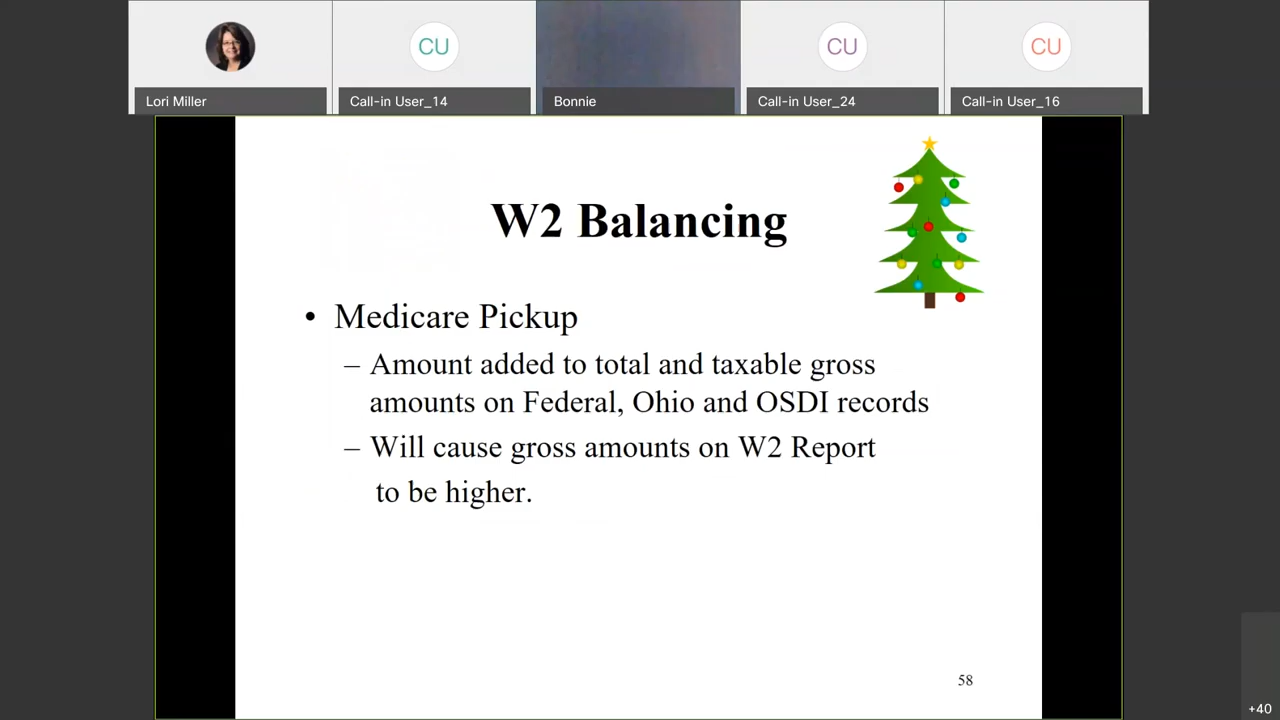 CU
CU
CU
Lori Miller
Call-in User_14
Bonnie
Call-in User_24
Call-in User_16
W2 Balancing
• Medicare Pickup
– Amount added to total and taxable gross
amounts on Federal, Ohio and OSDI records
– Will cause gross amounts on W2 Report
to be higher.
58
+40